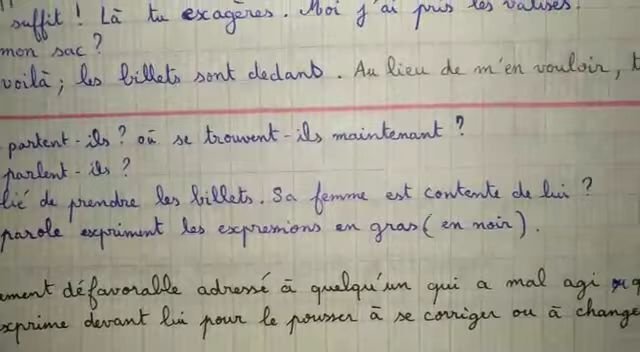 suffit ! Là tu exagères. Moi j'ai pris les valises.
mon sac ?
voilà ; les billets sont dedans. Au lieu de m'en vouloir, t
partent-ils ? où se trouvent-ils maintenant ?
parlent-ils ?
lié de prendre les billets. Sa femme est contente de lui ?
parole expriment les expressions en gras (en noir).
ement défavorable adressé à quelqu'un qui a mal agi ou q
exprime devant lui pour le pousser à se corriger ou à change